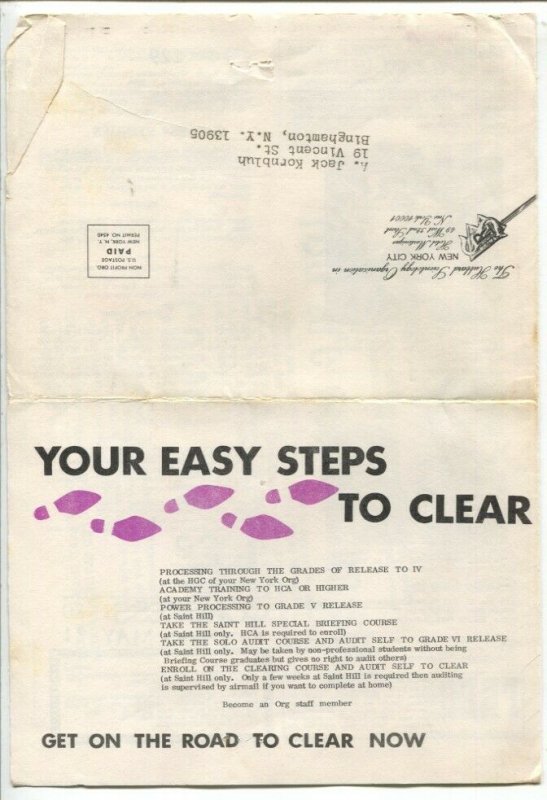 A. Jack Kornbluh
19 Vincent St.
Binghamton, N.Y. 13905
The Hubbard Scientology Organization in
NEW YORK CITY
Hotel Martinique
49 West 32nd Street
New York 10001
NON PROFIT ORG.
U.S. POSTAGE
PAID
NEW YORK, N. Y.
PERMIT NO. 4540
YOUR EASY STEPS
TO CLEAR
PROCESSING THROUGH THE GRADES OF RELEASE TO IV
(at the HGC of your New York Org)
ACADEMY TRAINING TO HCA OR HIGHER
(at your New York Org)
POWER PROCESSING TO GRADE V RELEASE
(at Saint Hill)
TAKE THE SAINT HILL SPECIAL BRIEFING COURSE
(at Saint Hill only. HCA is required to enroll)
TAKE THE SOLO AUDIT COURSE AND AUDIT SELF TO GRADE VI RELEASE
(at Saint Hill only. May be taken by non-professional students without being
Briefing Course graduates but gives no right to audit others)
ENROLL ON THE CLEARING COURSE AND AUDIT SELF TO CLEAR
(at Saint Hill only. Only a few weeks at Saint Hill is required then auditing
is supervised by airmail if you want to complete at home)
Become an Org staff member
GET ON THE ROAD TO CLEAR NOW